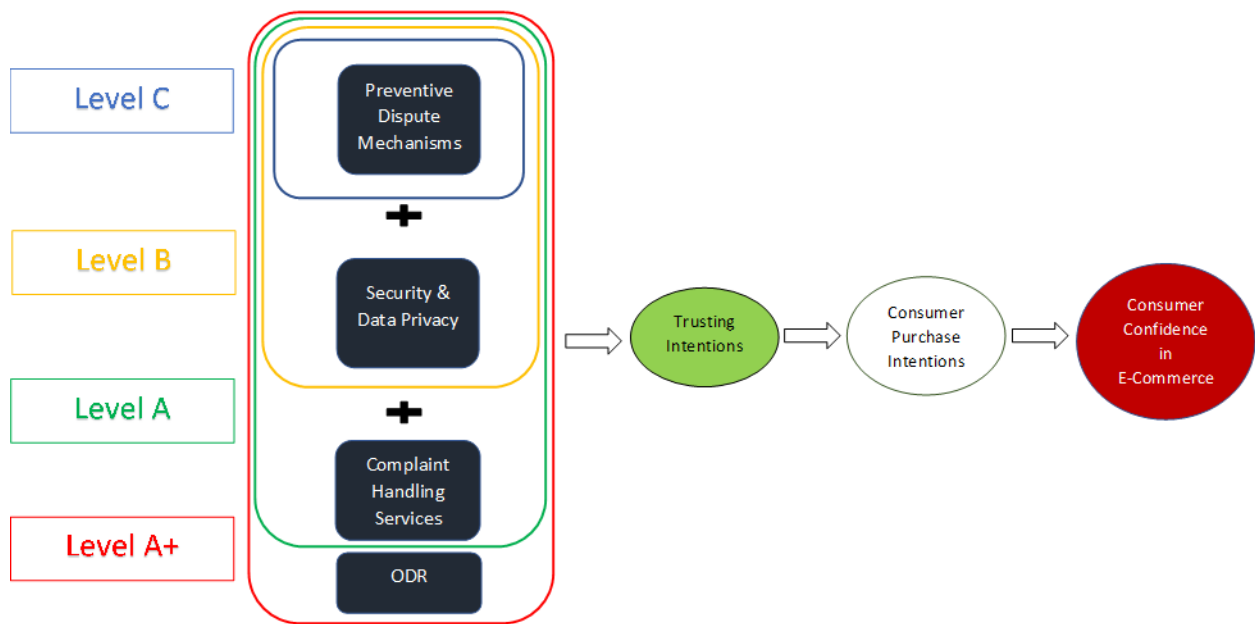 Level C
Preventive
Dispute
Mechanisms
+
Level B
Security &
Data Privacy
+
Level A
Complaint
Handling
Services
Level A+
ODR
Trusting
Intentions
Consumer
Purchase
Intentions
Consumer
Confidence
in
E-Commerce